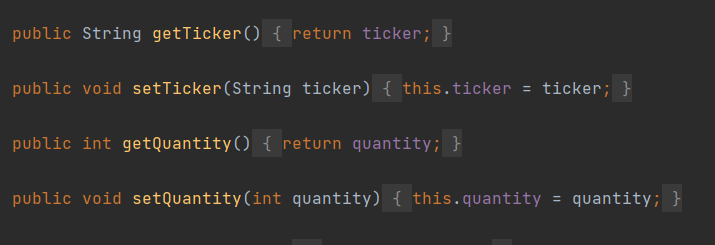 public String getTicker() { return ticker; }
public void setTicker(String ticker) { this.ticker = ticker; }
public int getQuantity() { return quantity; }
public void setQuantity(int quantity) { this.quantity = quantity; }